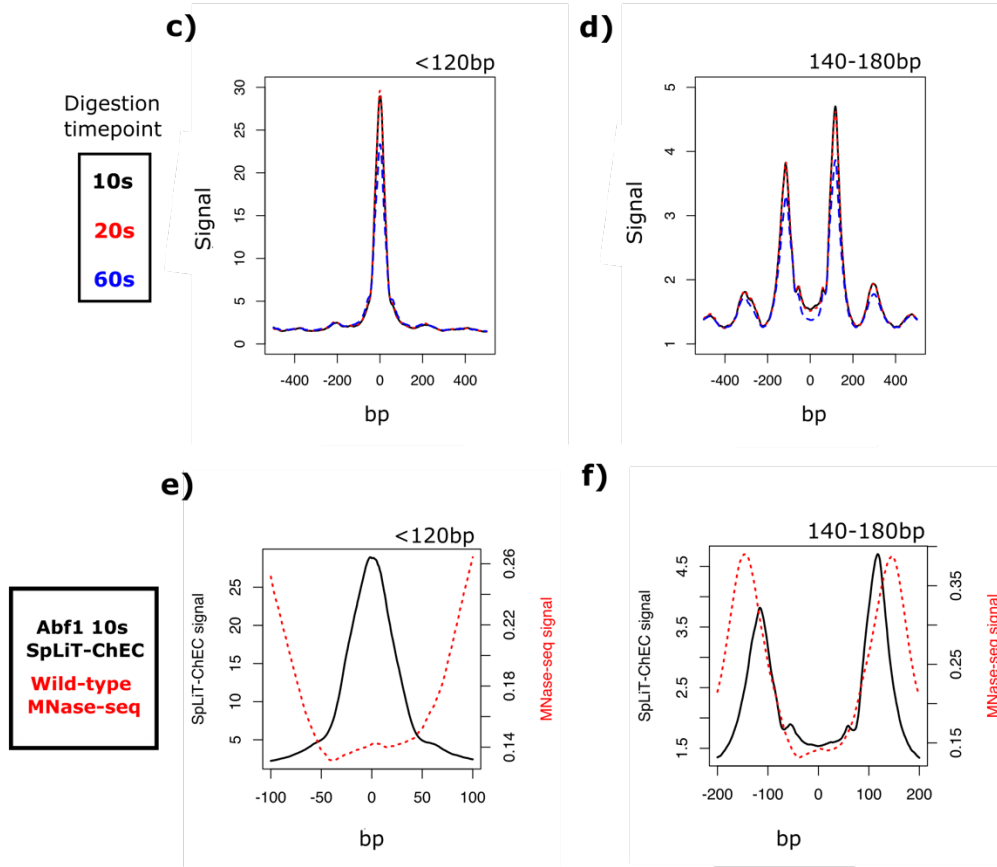 c)
<120bp
Digestion
timepoint
10s
20s
60s
Signal
30
25
20
15
10
5
0
-400
-200
0
200
400
bp
d)
140-180bp
Signal
5
4
3
2
1
-400
-200
0
200
400
bp
e)
<120bp
Abf1 10s
SpLiT-ChEC
Wild-type
MNase-seq
SpLiT-ChEC signal
25
20
15
10
5
MNase-seq signal
0.26
0.22
0.18
0.14
-100
-50
0
50
100
bp
f)
140-180bp
SpLiT-ChEC signal
4.5
3.5
2.5
1.5
MNase-seq signal
0.35
0.25
0.15
-200
-100
0
100
200
bp